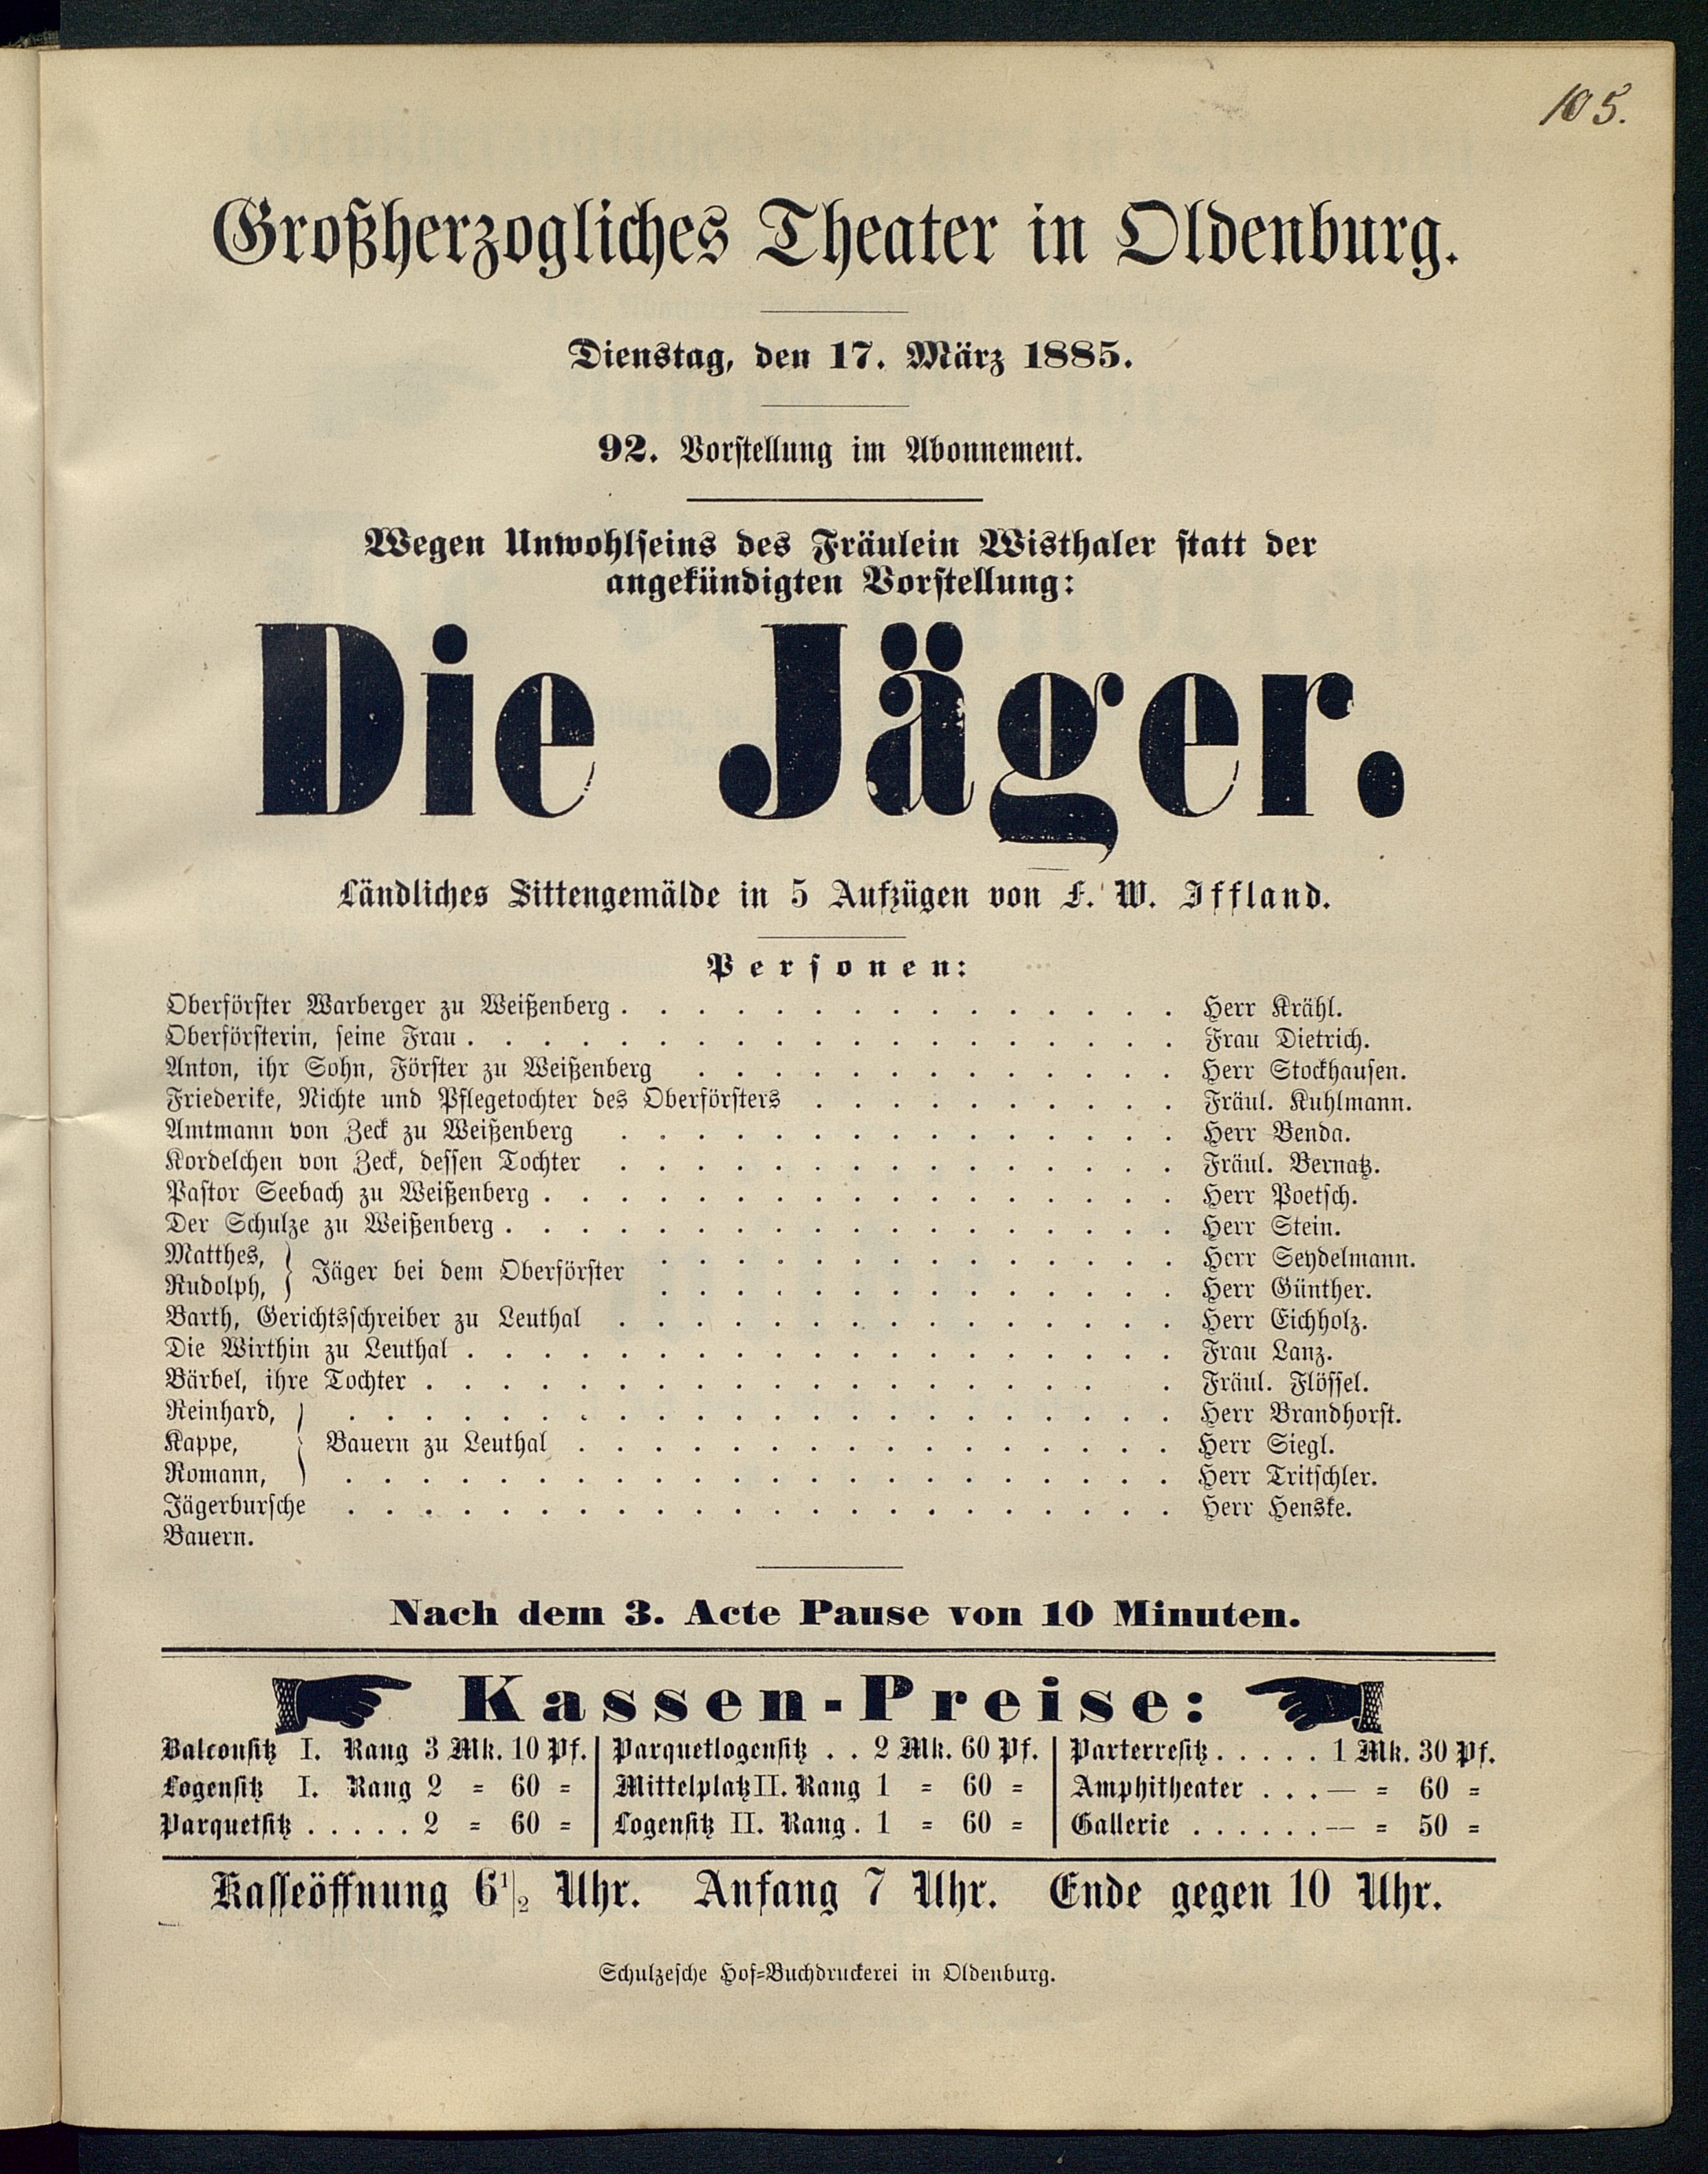 105.
Großherzogliches Theater in Oldenburg.
Dienstag, den 17. März 1885.
92. Vorstellung im Abonnement.
Wegen Unwohlseins des Fräulein Wisthaler statt der
angekündigten Vorstellung:
Die Jäger.
Ländliches Sittengemälde in 5 Aufzügen von F. W. Iffland.
Personen:
Oberförster Warberger zu Weißenberg . . . . . . . . . . . . . . . Herr Krähl.
Oberförsterin, seine Frau . . . . . . . . . . . . . . . . . . . Frau Dietrich.
Anton, ihr Sohn, Förster zu Weißenberg . . . . . . . . . . . . . Herr Stockhausen.
Friederike, Nichte und Pflegetochter des Oberförsters . . . . . . . . . . Fräul. Kuhlmann.
Amtmann von Zeck zu Weißenberg . . . . . . . . . . . . . . . Herr Benda.
Kordelchen von Zeck, dessen Tochter . . . . . . . . . . . . . . . Fräul. Bernatz.
Pastor Seebach zu Weißenberg . . . . . . . . . . . . . . . . . Herr Poetsch.
Der Schulze zu Weißenberg . . . . . . . . . . . . . . . . . . Herr Stein.
Matthes, } Jäger bei dem Oberförster . . . . . . . . . . . . . . Herr Seydelmann.
Rudolph, } . . . . . . . . . . . . . . Herr Günther.
Barth, Gerichtsschreiber zu Leuthal . . . . . . . . . . . . . . . Herr Eichholz.
Die Wirthin zu Leuthal . . . . . . . . . . . . . . . . . . . Frau Lanz.
Bärbel, ihre Tochter . . . . . . . . . . . . . . . . . . . Fräul. Flössel.
Reinhard, } . . . . . . . . . . . . . . . . . . . . . . Herr Brandhorst.
Kappe, } Bauern zu Leuthal . . . . . . . . . . . . . . . . Herr Siegl.
Romann, } . . . . . . . . . . . . . . . . . . . . . . Herr Tritschler.
Jägerbursche . . . . . . . . . . . . . . . . . . . . . . Herr Henske.
Bauern.
Nach dem 3. Acte Pause von 10 Minuten.
Kassen-Preise:
Balconsitz I. Rang 3 Mk. 10 Pf. | Parquetlogensitz . . 2 Mk. 60 Pf. | Parterresitz . . . . . 1 Mk. 30 Pf.
Logensitz I. Rang 2 = 60 = | Mittelplatz II. Rang 1 = 60 = | Amphitheater . . . — = 60 =
Parquetsitz . . . . . 2 = 60 = | Logensitz II. Rang . 1 = 60 = | Gallerie . . . . . . — = 50 =
Kasseöffnung 6 1/2 Uhr. Anfang 7 Uhr. Ende gegen 10 Uhr.
Schulzesche Hof=Buchdruckerei in Oldenburg.